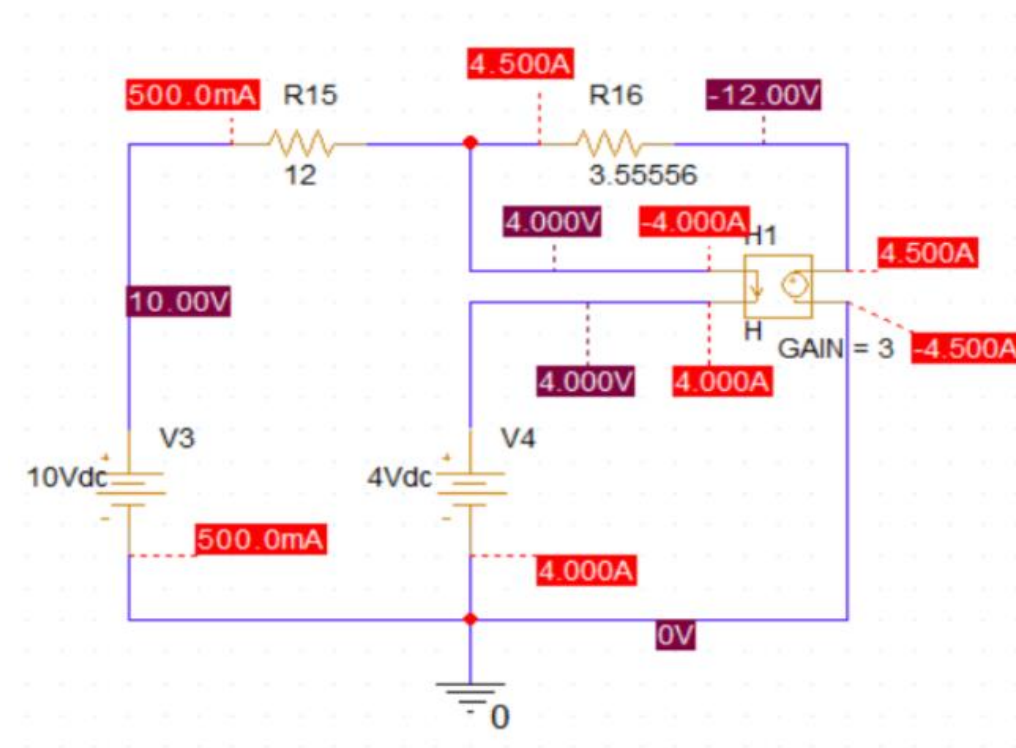 4.500A
500.0mA R15 R16 -12.00V
12 3.55556
4.000V -4.000A H1
4.500A
10.00V
H GAIN = 3 -4.500A
4.000V 4.000A
V3 V4
+ +
10Vdc 4Vdc
- -
500.0mA
4.000A
0V
0